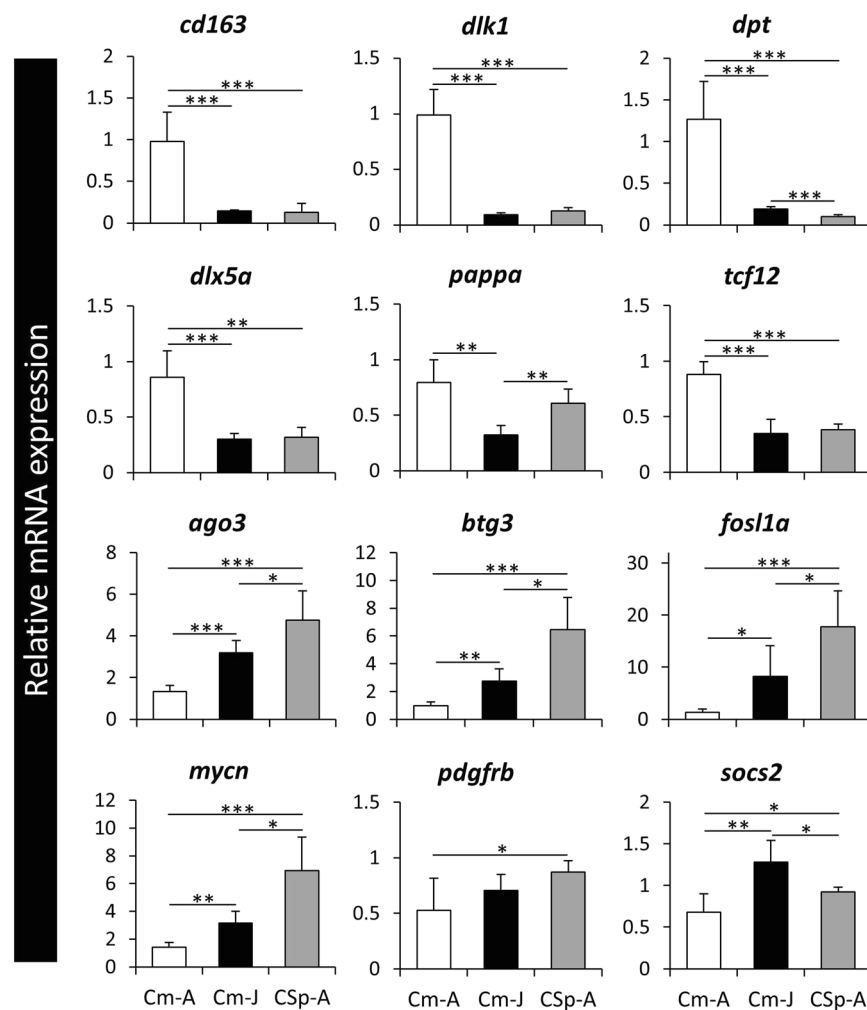 Relative mRNA expression
cd163 dlk1 dpt
2 1.5 2
*** *** ***
1.5 *** *** 1.5 ***
1 1 1
0.5 0.5 *** 0.5
0 0 0
dlx5a pappa tcf12
1.5 1.5 1.5
** ** ***
*** ** ***
1 1 1
0.5 0.5 0.5
0 0 0
ago3 btg3 fosl1a
8 12 30
*** *** ***
6 * 10 * *
*** 8 ** 20 *
4 6
2 4 10
2
0 0 0
mycn pdgfrb socs2
12 1.5 2
*** *
10 * 1.5 ** *
8 ** 1 *
6 1
4 0.5 0.5
2
0 0 0
Cm-A Cm-J CSp-A Cm-A Cm-J CSp-A Cm-A Cm-J CSp-A